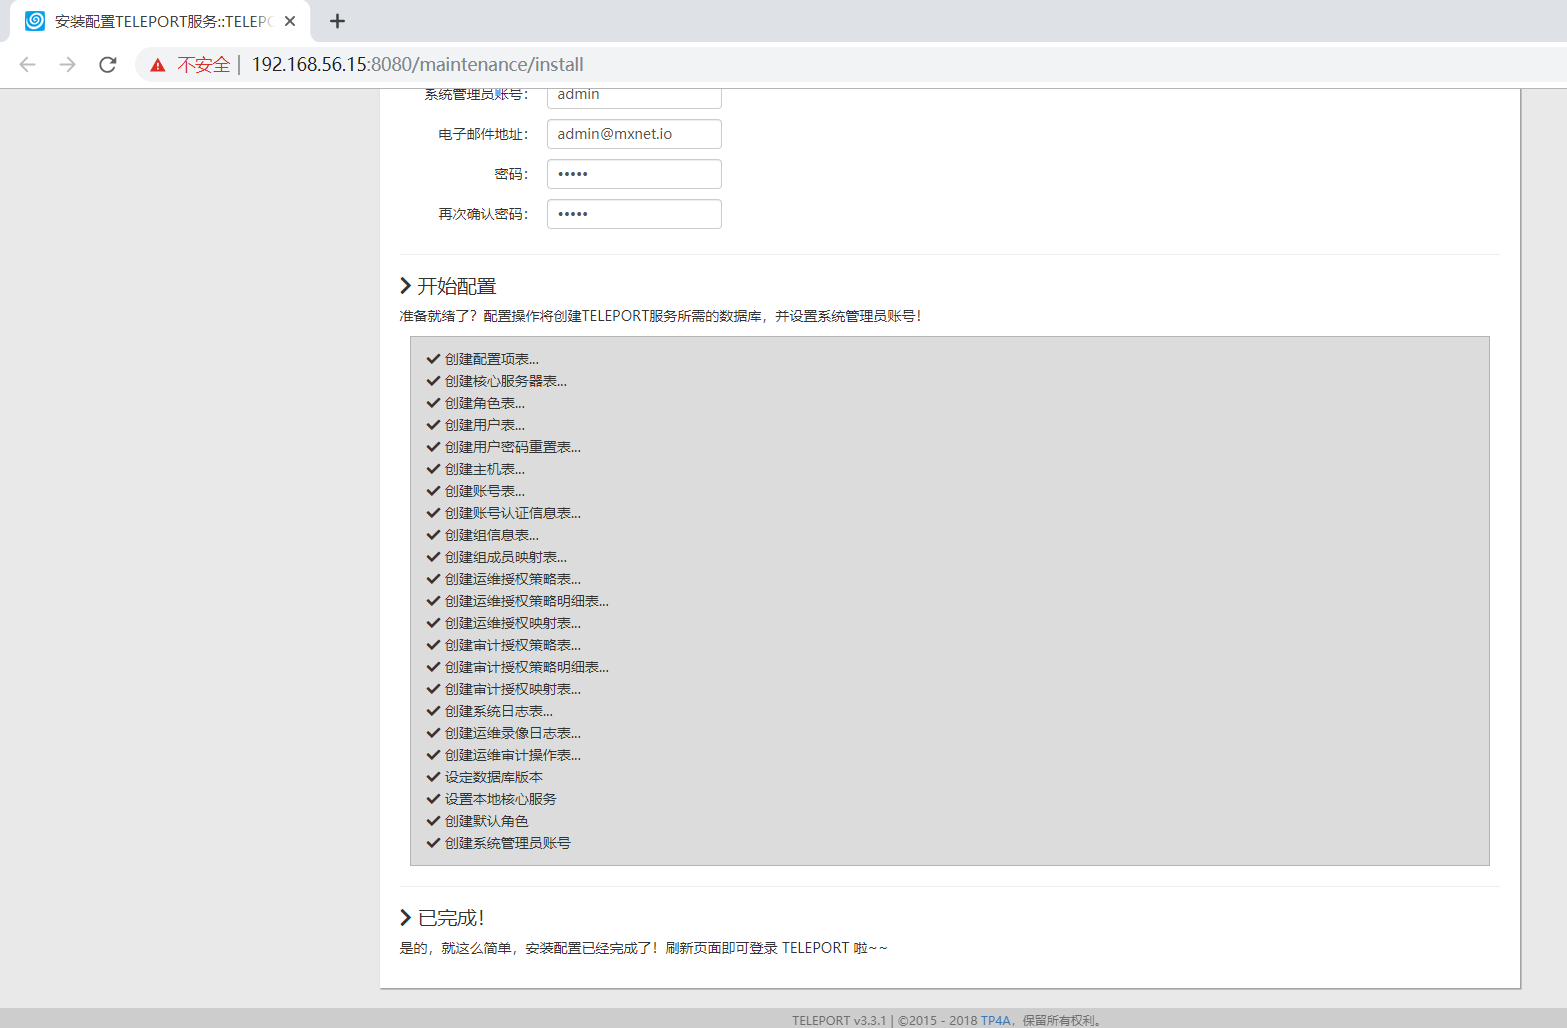 安装配置TELEPORT服务::TELEPO
不安全 | 192.168.56.15:8080/maintenance/install
系统管理员账号： admin
电子邮件地址： admin@mxnet.io
密码： •••••
再次确认密码： •••••
开始配置
准备就绪了？配置操作将创建TELEPORT服务所需的数据库，并设置系统管理员账号！
创建配置项表...
创建核心服务器表...
创建角色表...
创建用户表...
创建用户密码重置表...
创建主机表...
创建账号表...
创建账号认证信息表...
创建组信息表...
创建组成员映射表...
创建运维授权策略表...
创建运维授权策略明细表...
创建运维授权映射表...
创建审计授权策略表...
创建审计授权策略明细表...
创建审计授权映射表...
创建系统日志表...
创建运维录像日志表...
创建运维审计操作表...
设定数据库版本
设置本地核心服务
创建默认角色
创建系统管理员账号
已完成！
是的，就这么简单，安装配置已经完成了！刷新页面即可登录 TELEPORT 啦~~
TELEPORT v3.3.1 | ©2015 - 2018 TP4A，保留所有权利。